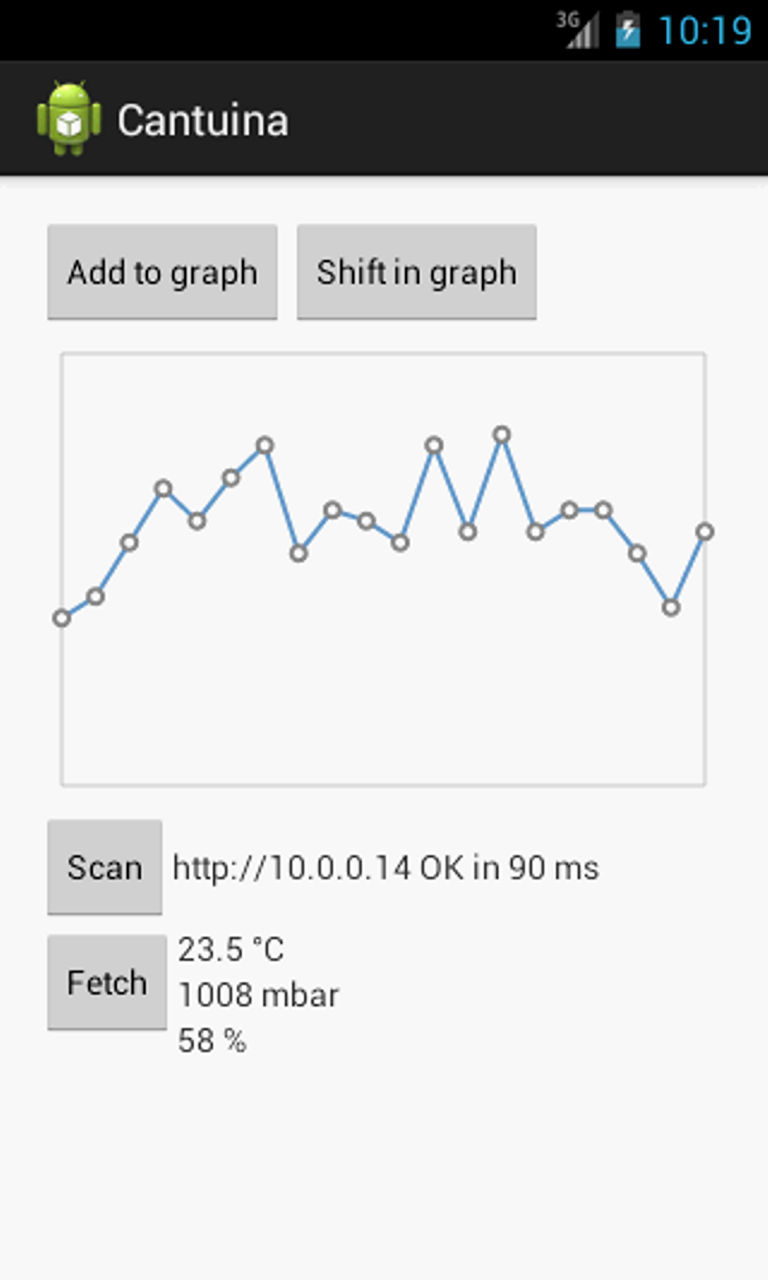 3G 10:19
Cantuina
Add to graph Shift in graph
Scan http://10.0.0.14 OK in 90 ms
23.5 °C
Fetch 1008 mbar
58 %